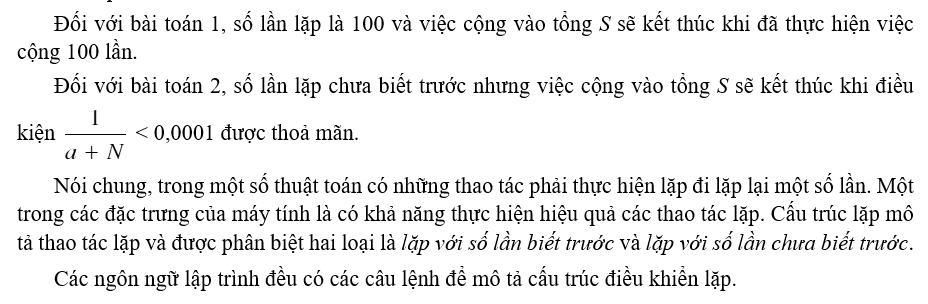 Đối với bài toán 1, số lần lặp là 100 và việc cộng vào tổng S sẽ kết thúc khi đã thực hiện việc
cộng 100 lần.
Đối với bài toán 2, số lần lặp chưa biết trước nhưng việc cộng vào tổng S sẽ kết thúc khi điều
kiện 1/(a + N) < 0,0001 được thoả mãn.
Nói chung, trong một số thuật toán có những thao tác phải thực hiện lặp đi lặp lại một số lần. Một
trong các đặc trưng của máy tính là có khả năng thực hiện hiệu quả các thao tác lặp. Cấu trúc lặp mô
tả thao tác lặp và được phân biệt hai loại là lặp với số lần biết trước và lặp với số lần chưa biết trước.
Các ngôn ngữ lập trình đều có các câu lệnh để mô tả cấu trúc điều khiển lặp.